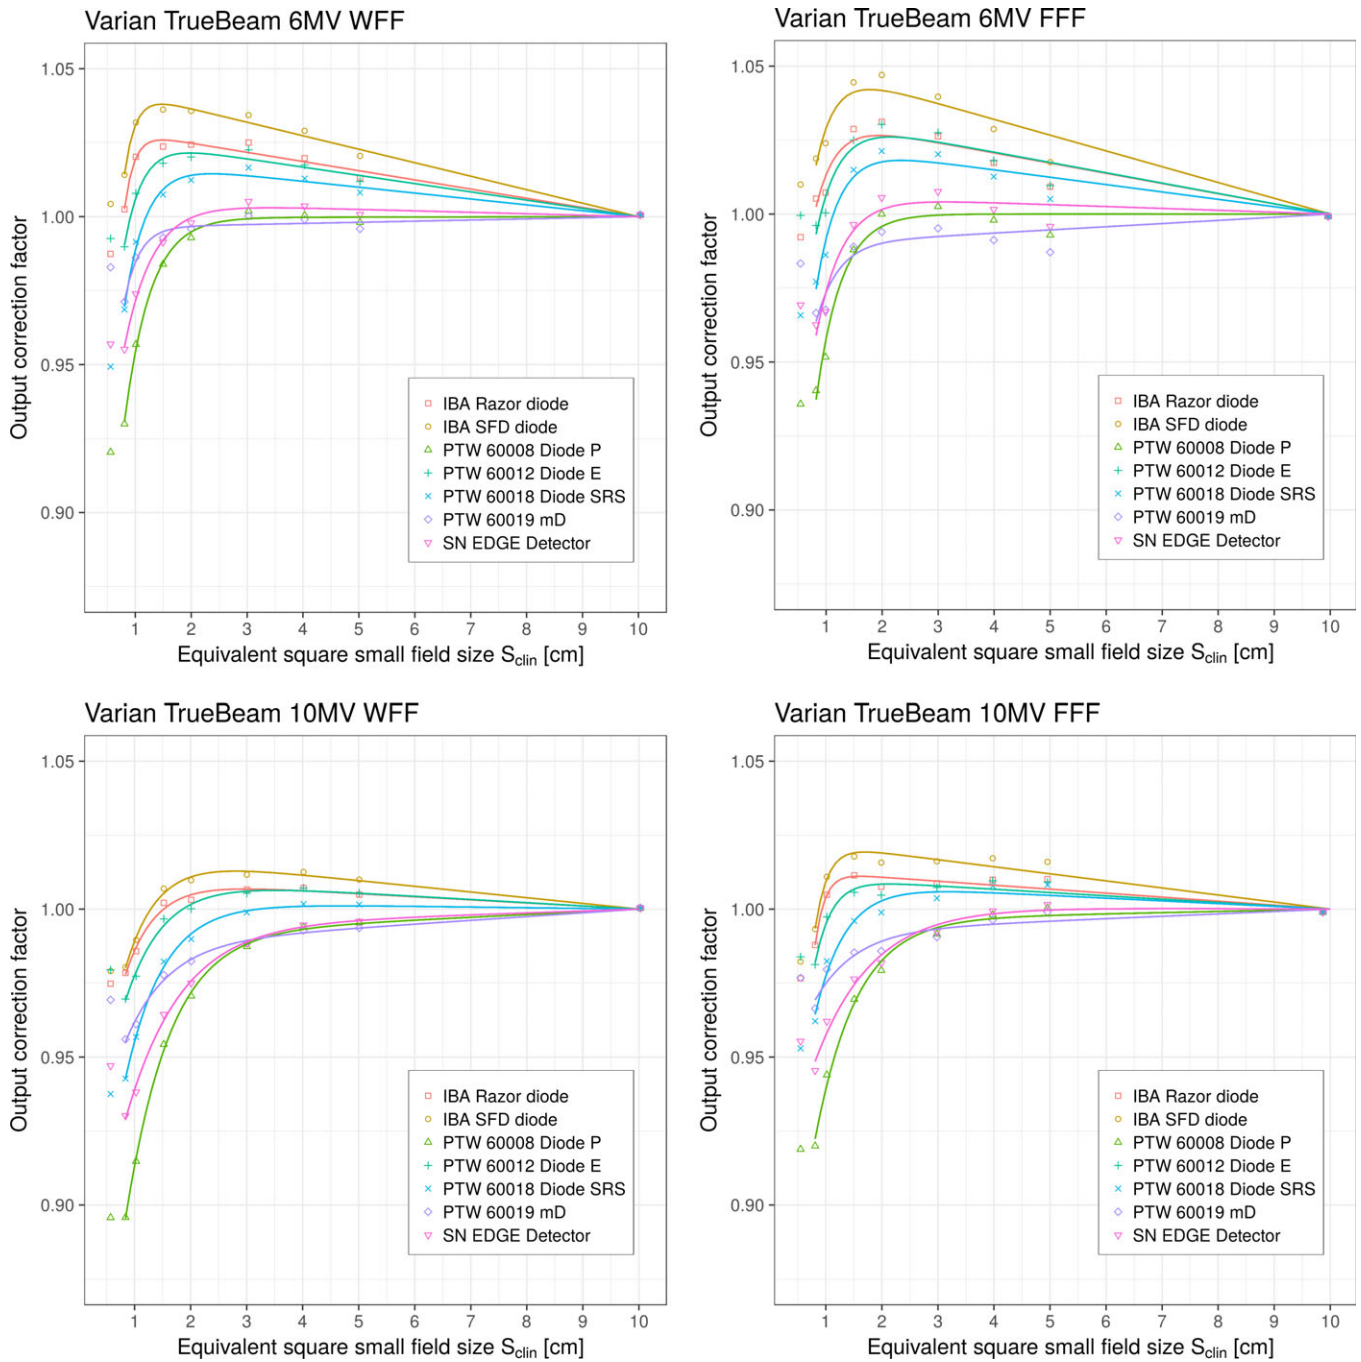 Varian TrueBeam 6MV WFF
1.05
1.00
0.95
0.90
Output correction factor
IBA Razor diode
IBA SFD diode
PTW 60008 Diode P
PTW 60012 Diode E
PTW 60018 Diode SRS
PTW 60019 mD
SN EDGE Detector
1 2 3 4 5 6 7 8 9 10
Equivalent square small field size Sclin [cm]
Varian TrueBeam 6MV FFF
1.05
1.00
0.95
0.90
Output correction factor
IBA Razor diode
IBA SFD diode
PTW 60008 Diode P
PTW 60012 Diode E
PTW 60018 Diode SRS
PTW 60019 mD
SN EDGE Detector
1 2 3 4 5 6 7 8 9 10
Equivalent square small field size Sclin [cm]
Varian TrueBeam 10MV WFF
1.05
1.00
0.95
0.90
Output correction factor
IBA Razor diode
IBA SFD diode
PTW 60008 Diode P
PTW 60012 Diode E
PTW 60018 Diode SRS
PTW 60019 mD
SN EDGE Detector
1 2 3 4 5 6 7 8 9 10
Equivalent square small field size Sclin [cm]
Varian TrueBeam 10MV FFF
1.05
1.00
0.95
0.90
Output correction factor
IBA Razor diode
IBA SFD diode
PTW 60008 Diode P
PTW 60012 Diode E
PTW 60018 Diode SRS
PTW 60019 mD
SN EDGE Detector
1 2 3 4 5 6 7 8 9 10
Equivalent square small field size Sclin [cm]